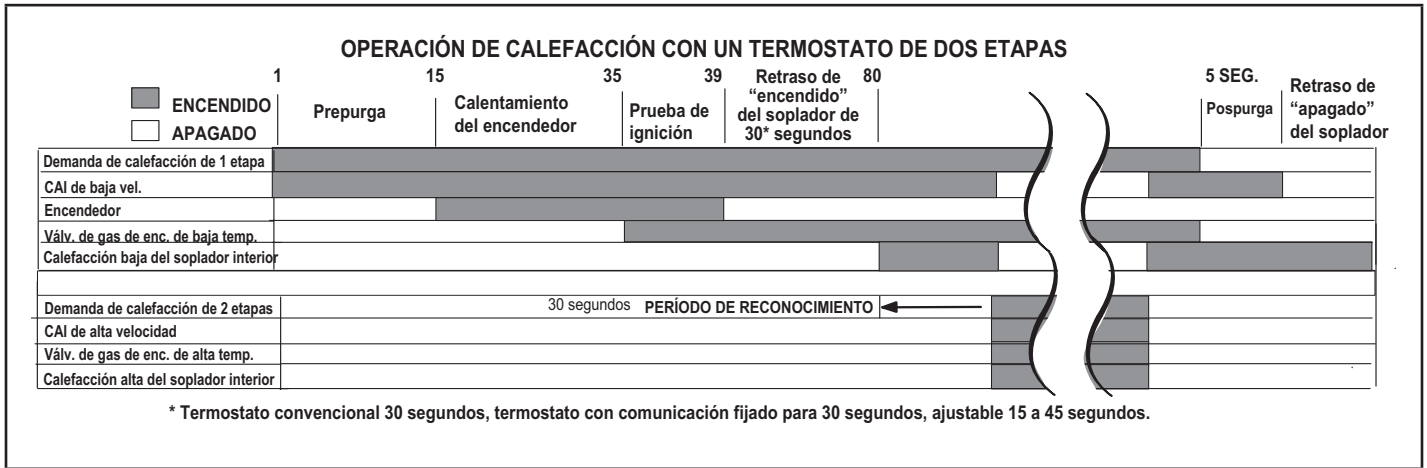 OPERACIÓN DE CALEFACCIÓN CON UN TERMOSTATO DE DOS ETAPAS
1 15 35 39 80 5 SEG.
ENCENDIDO
APAGADO
Prepurga
Calentamiento
del encendedor
Prueba de
ignición
Retraso de
“encendido”
del soplador de
30* segundos
Pospurga
Retraso de
“apagado”
del soplador
Demanda de calefacción de 1 etapa
CAI de baja vel.
Encendedor
Válv. de gas de enc. de baja temp.
Calefacción baja del soplador interior
Demanda de calefacción de 2 etapas
30 segundos PERÍODO DE RECONOCIMIENTO
CAI de alta velocidad
Válv. de gas de enc. de alta temp.
Calefacción alta del soplador interior
* Termostato convencional 30 segundos, termostato con comunicación fijado para 30 segundos, ajustable 15 a 45 segundos.